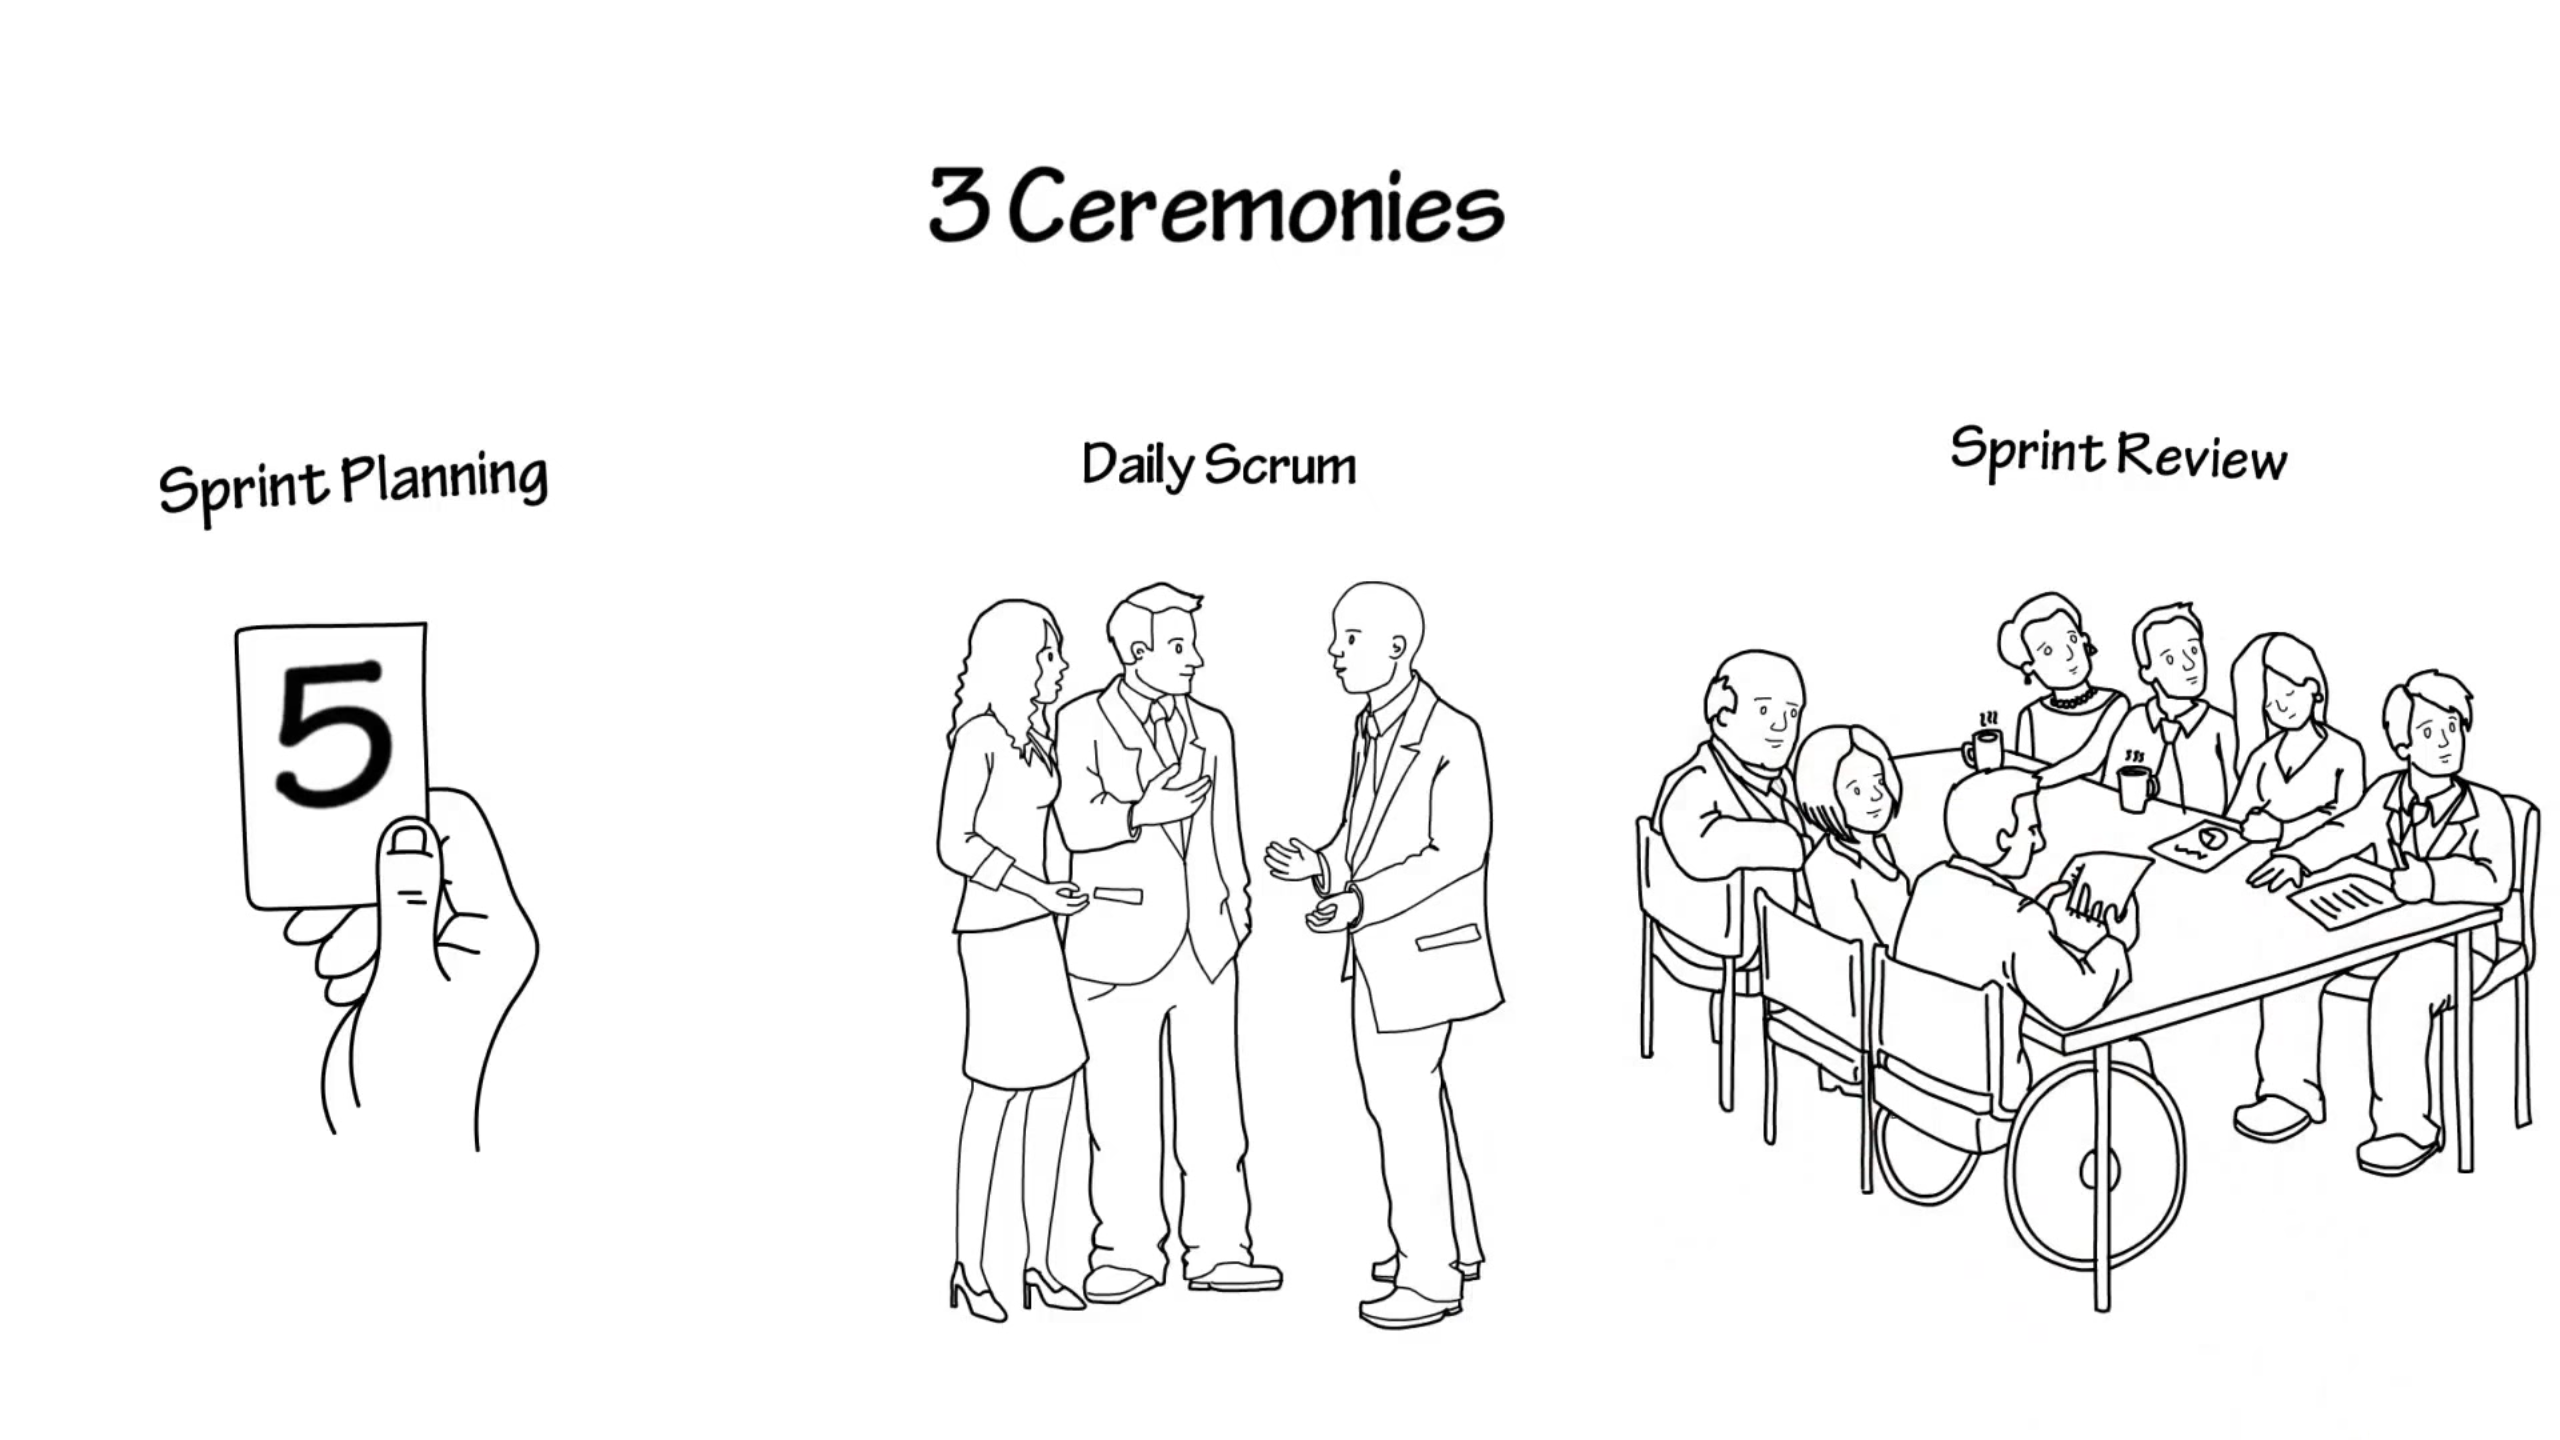 3 Ceremonies
Sprint Planning
Daily Scrum
Sprint Review
5